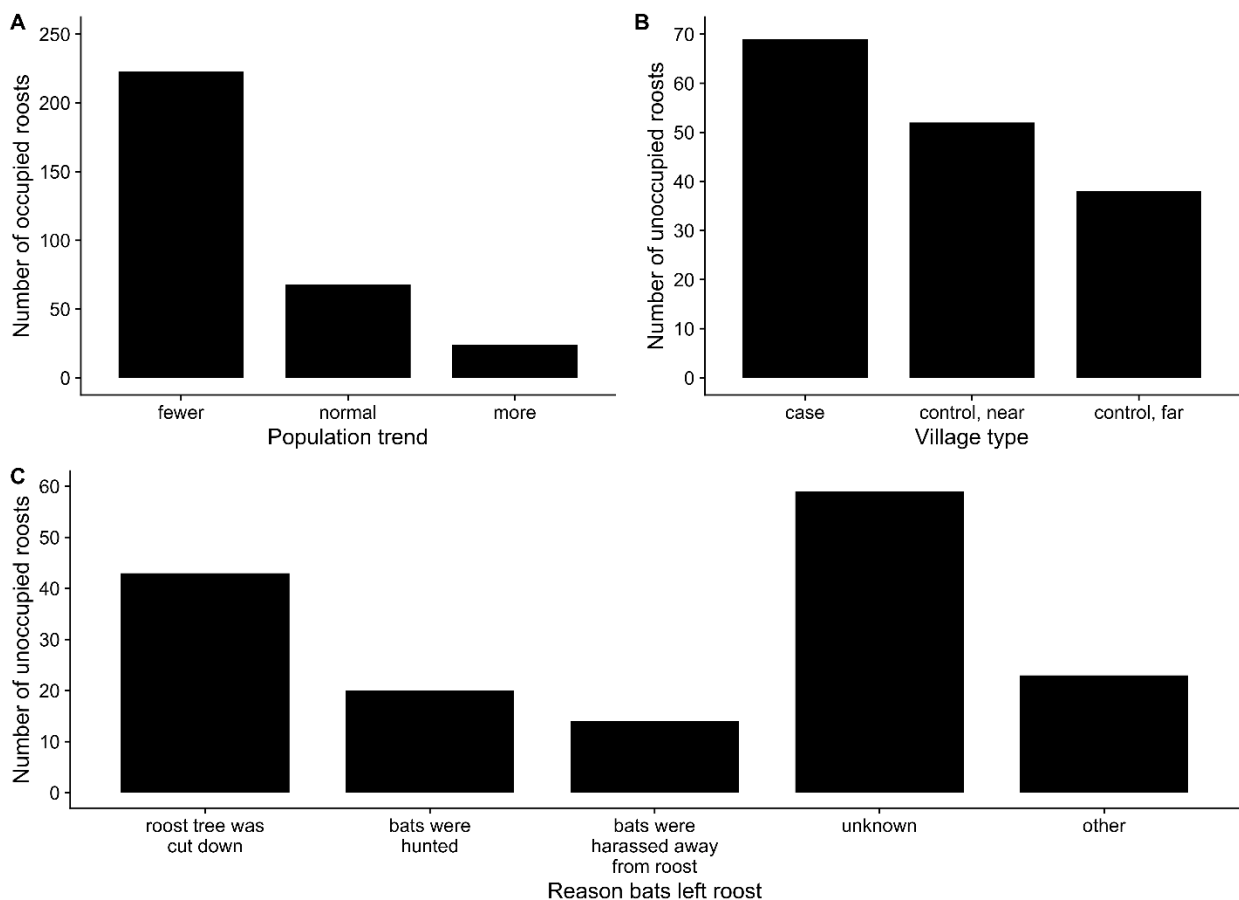 A
Number of occupied roosts
250
200
150
100
50
0
fewer normal more
Population trend
B
Number of unoccupied roosts
70
60
50
40
30
20
10
0
case control, near control, far
Village type
C
Number of unoccupied roosts
60
50
40
30
20
10
0
roost tree was
cut down
bats were
hunted
bats were
harassed away
from roost
unknown
other
Reason bats left roost